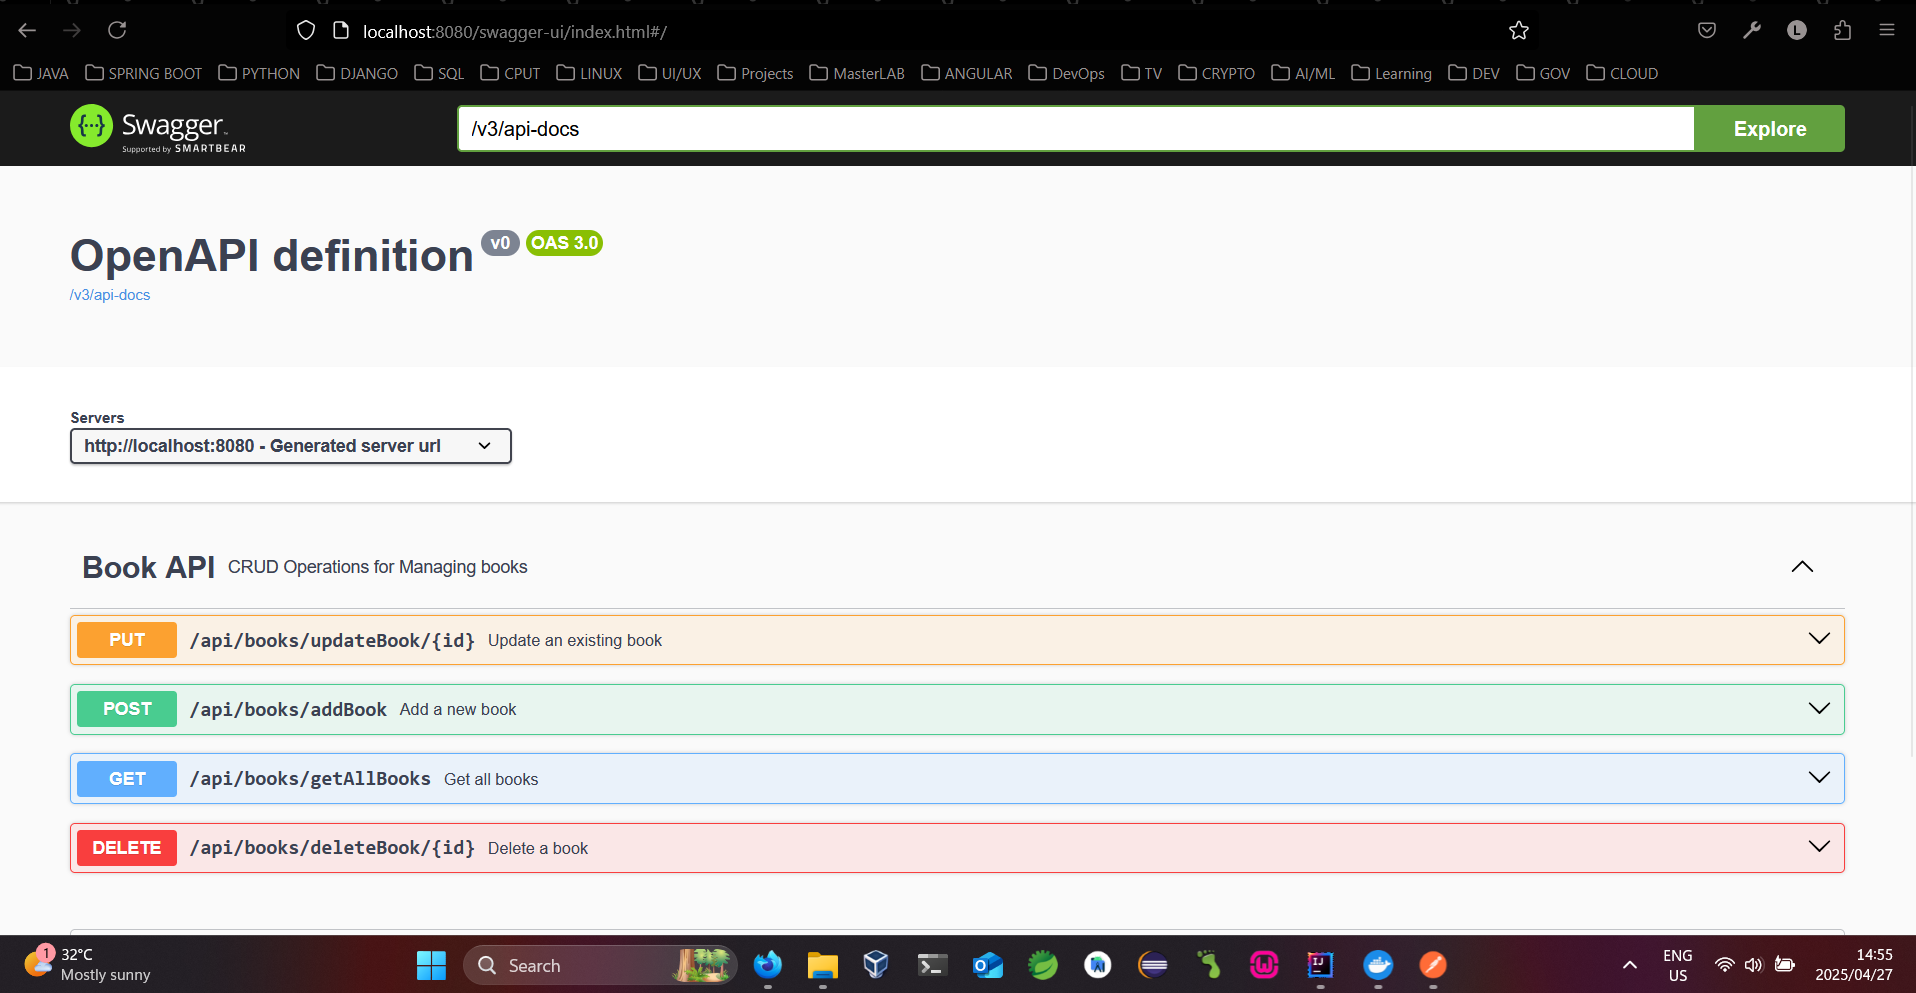 localhost:8080/swagger-ui/index.html#/
L
JAVA SPRING BOOT PYTHON DJANGO SQL CPUT LINUX UI/UX Projects MasterLAB ANGULAR DevOps TV CRYPTO AI/ML Learning DEV GOV CLOUD
{···} Swagger™
Supported by SMARTBEAR
/v3/api-docs
Explore
OpenAPI definition v0 OAS 3.0
/v3/api-docs
Servers
http://localhost:8080 - Generated server url
Book API CRUD Operations for Managing books
PUT /api/books/updateBook/{id} Update an existing book
POST /api/books/addBook Add a new book
GET /api/books/getAllBooks Get all books
DELETE /api/books/deleteBook/{id} Delete a book
1
32°C
Mostly sunny
Search
IJ
ENG
US
14:55
2025/04/27